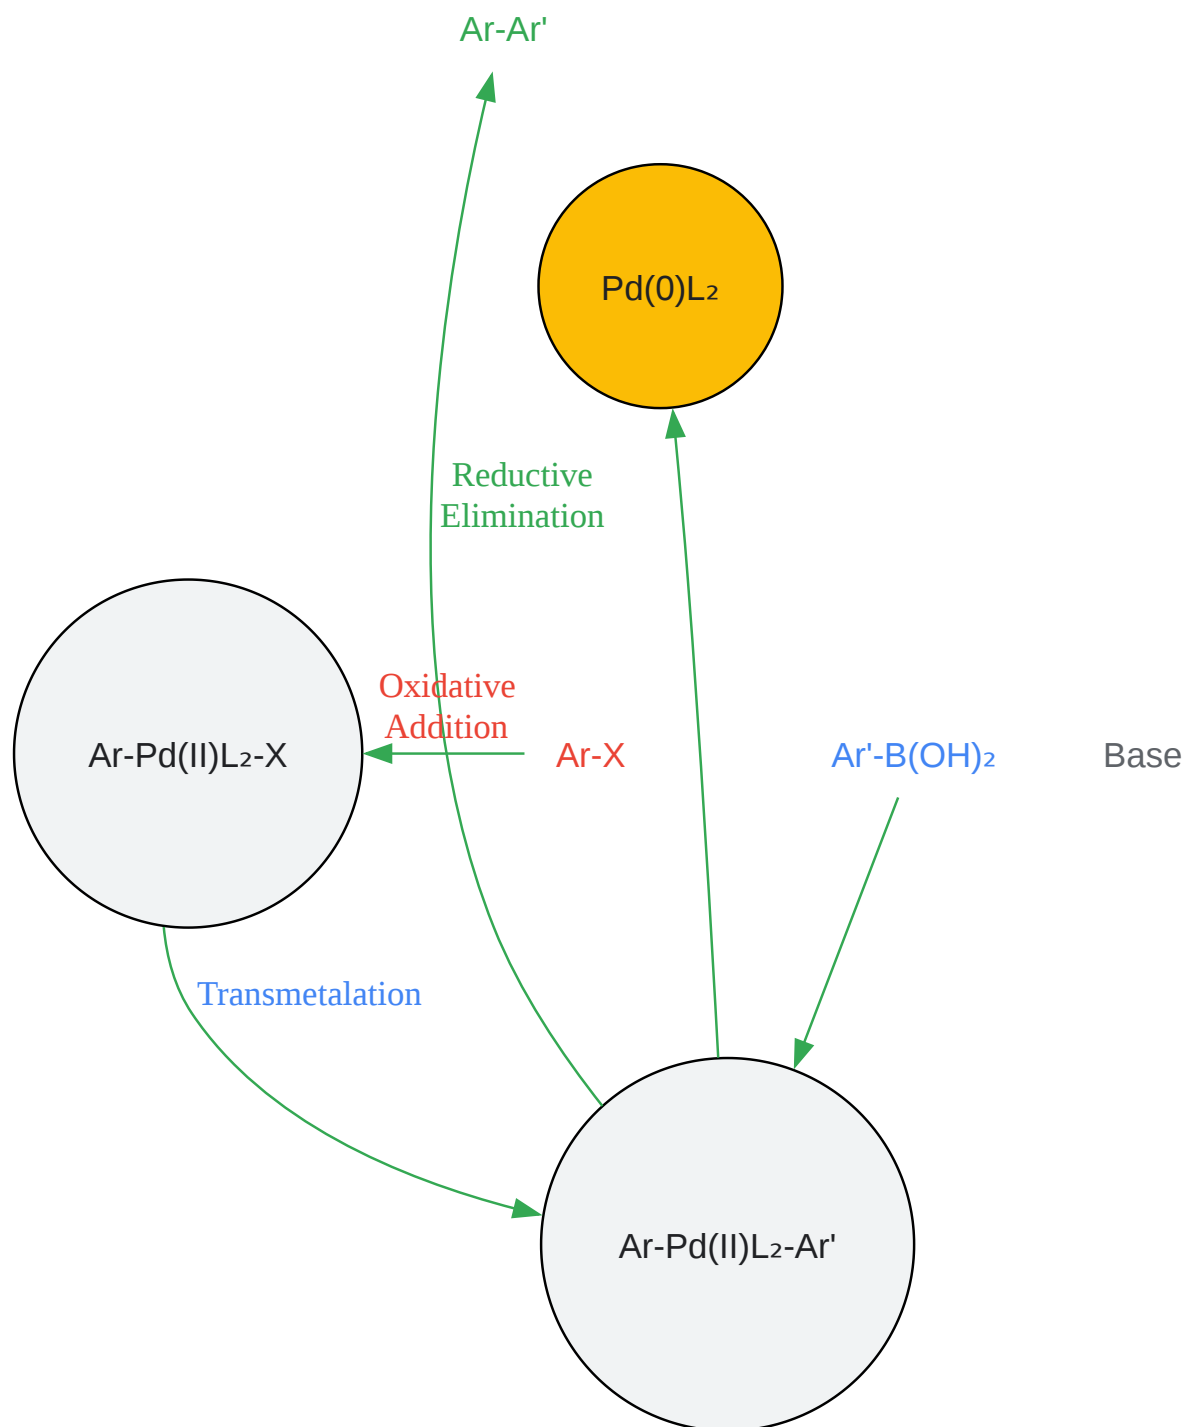 Ar-Ar'
Pd(0)L₂
Reductive
Elimination
Oxidative
Addition
Ar-Pd(II)L₂-X
Ar-X
Ar'-B(OH)₂
Base
Transmetalation
Ar-Pd(II)L₂-Ar'